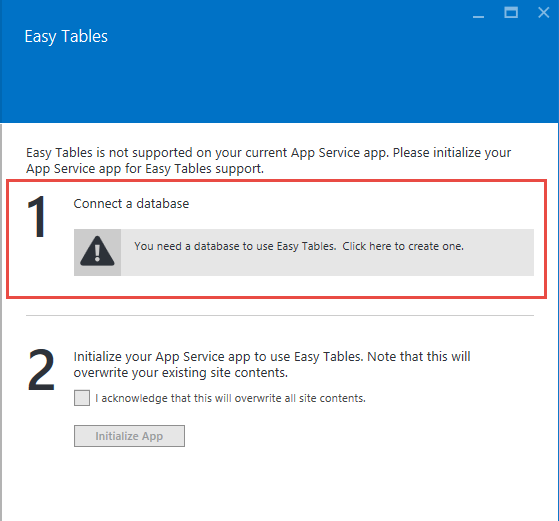 Easy Tables
Easy Tables is not supported on your current App Service app. Please initialize your
App Service app for Easy Tables support.
1
Connect a database
You need a database to use Easy Tables. Click here to create one.
2
Initialize your App Service app to use Easy Tables. Note that this will
overwrite your existing site contents.
I acknowledge that this will overwrite all site contents.
Initialize App